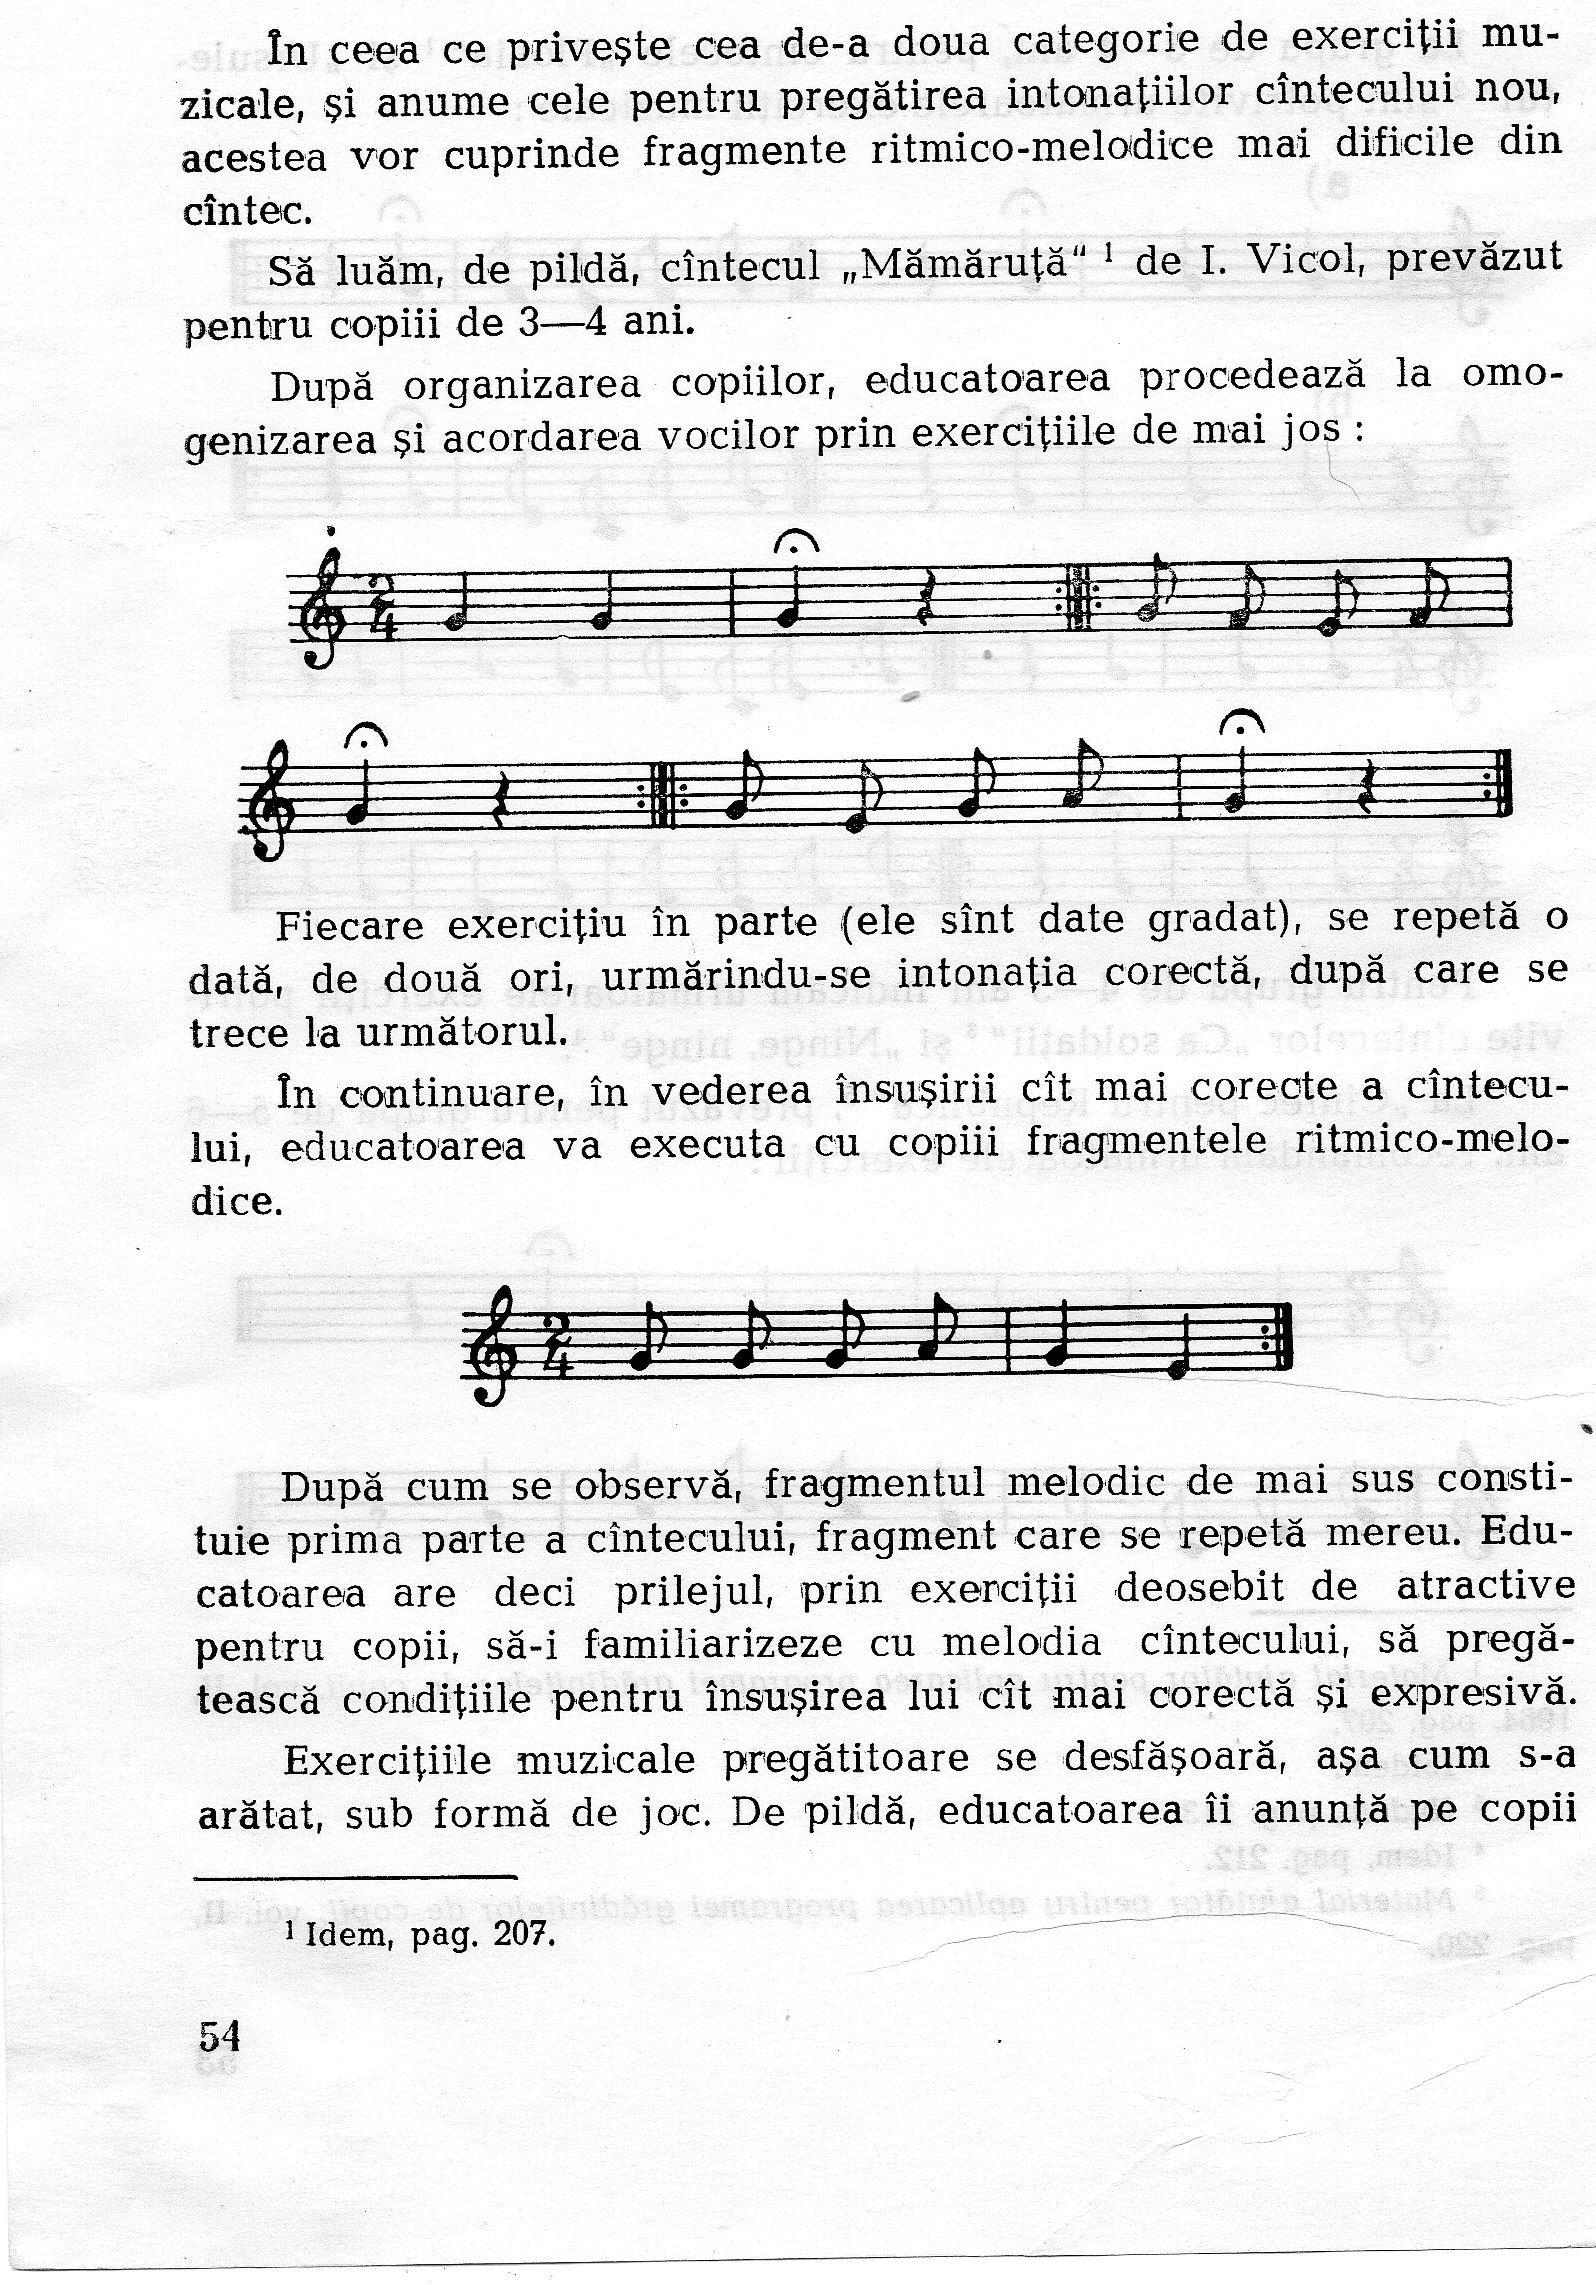 În ceea ce privește cea de-a doua categorie de exerciții mu-
zicale, și anume cele pentru pregătirea intonațiilor cîntecului nou,
acestea vor cuprinde fragmente ritmico-melodice mai dificile din
cîntec.
Să luăm, de pildă, cîntecul „Mămăruță“ ¹ de I. Vicol, prevăzut
pentru copiii de 3—4 ani.
După organizarea copiilor, educatoarea procedează la omo-
genizarea și acordarea vocilor prin exercițiile de mai jos :
2
4
Fiecare exercițiu în parte (ele sînt date gradat), se repetă o
dată, de două ori, urmărindu-se intonația corectă, după care se
trece la următorul.
În continuare, în vederea însușirii cît mai corecte a cîntecu-
lui, educatoarea va executa cu copiii fragmentele ritmico-melo-
dice.
2
4
După cum se observă, fragmentul melodic de mai sus consti-
tuie prima parte a cîntecului, fragment care se repetă mereu. Edu-
catoarea are deci prilejul, prin exerciții deosebit de atractive
pentru copii, să-i familiarizeze cu melodia cîntecului, să pregă-
tească condițiile pentru însușirea lui cît mai corectă și expresivă.
Exercițiile muzicale pregătitoare se desfășoară, așa cum s-a
arătat, sub formă de joc. De pildă, educatoarea îi anunță pe copii
¹ Idem, pag. 207.
54